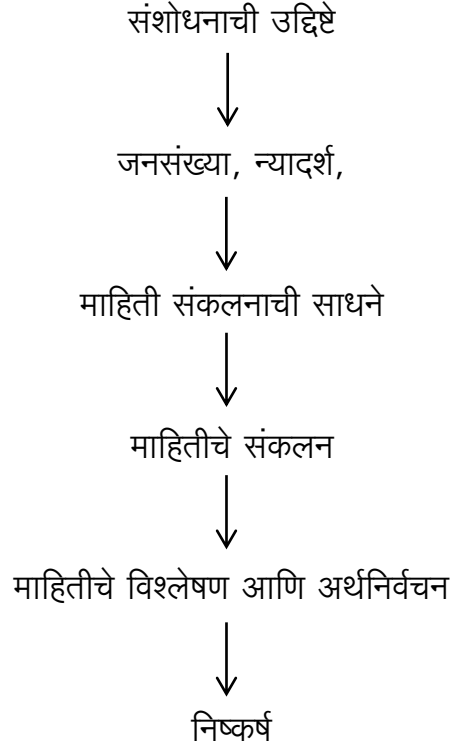 संशोधनाची उद्दिष्टे
जनसंख्या, न्यादर्श,
माहिती संकलनाची साधने
माहितीचे संकलन
माहितीचे विश्लेषण आणि अर्थनिर्वचन
निष्कर्ष